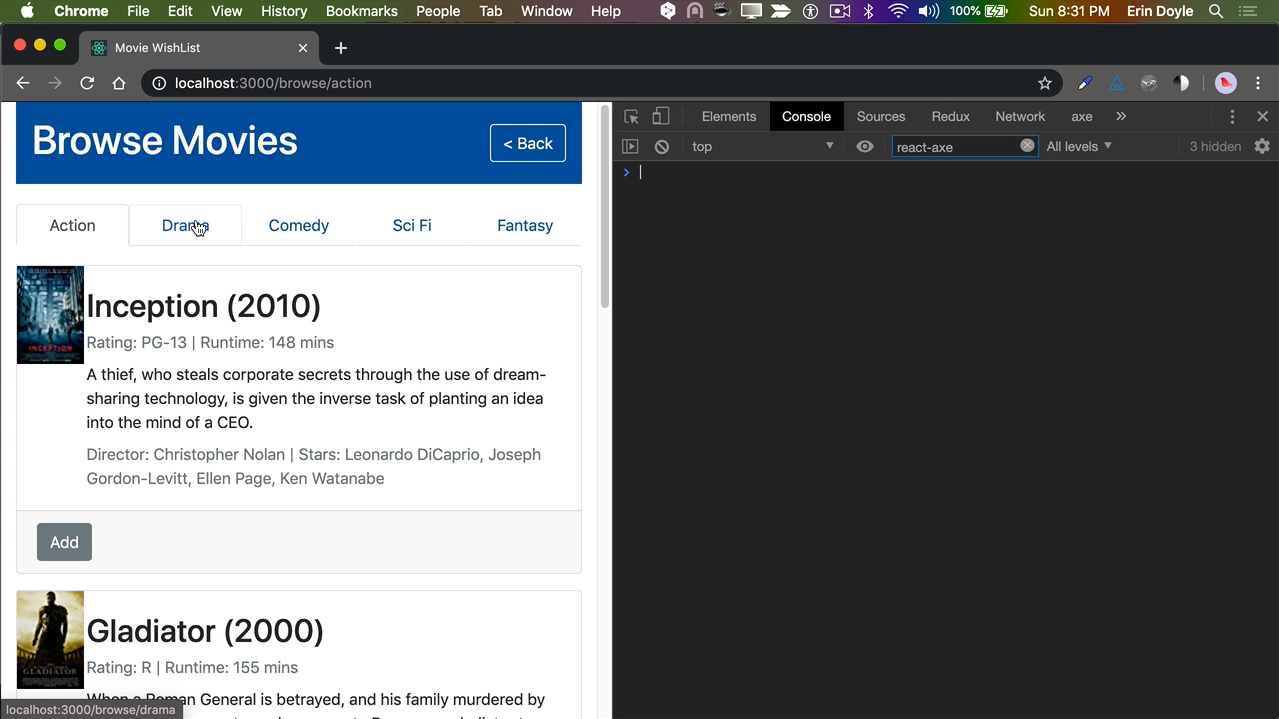 Chrome File Edit View History Bookmarks People Tab Window Help 100% Sun 8:31 PM Erin Doyle
Movie WishList
localhost:3000/browse/action
Browse Movies
< Back
Action Drama Comedy Sci Fi Fantasy
Inception (2010)
Rating: PG-13 | Runtime: 148 mins
A thief, who steals corporate secrets through the use of dream-
sharing technology, is given the inverse task of planting an idea
into the mind of a CEO.
Director: Christopher Nolan | Stars: Leonardo DiCaprio, Joseph
Gordon-Levitt, Ellen Page, Ken Watanabe
Add
INCEPTION
Gladiator (2000)
Rating: R | Runtime: 155 mins
When a Roman General is betrayed, and his family murdered by
GLADIATOR
localhost:3000/browse/drama
Elements Console Sources Redux Network axe »
top react-axe All levels 3 hidden
>